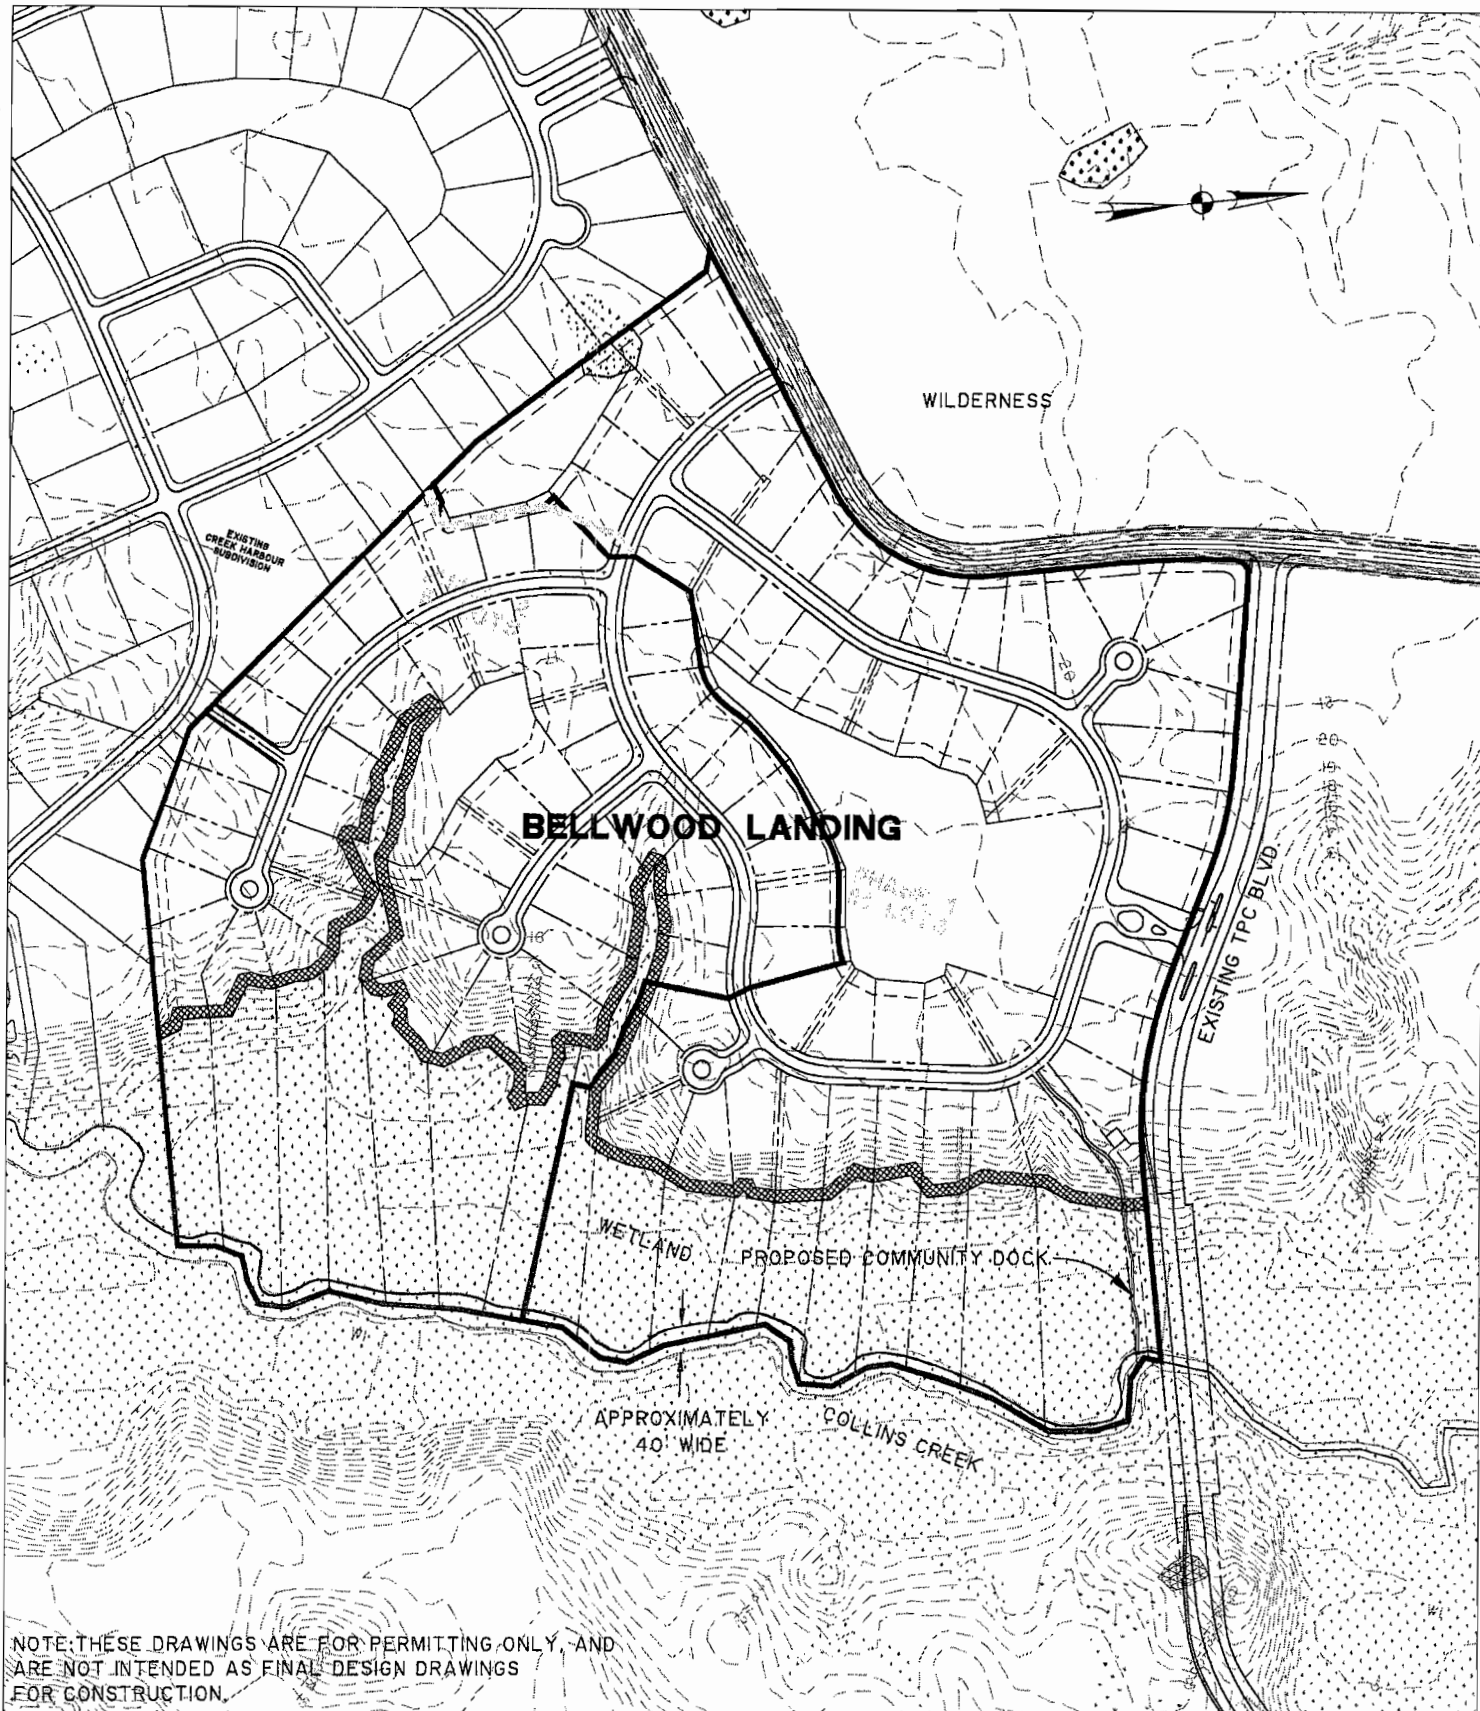 WILDERNESS
EXISTING
CREEK HARBOUR
SUBDIVISION
20
BELLWOOD LANDING
EXISTING TPC BLVD
WETLAND
PROPOSED COMMUNITY DOCK
APPROXIMATELY
40' WIDE
COLLINS CREEK
NOTE: THESE DRAWINGS ARE FOR PERMITTING ONLY, AND
ARE NOT INTENDED AS FINAL DESIGN DRAWINGS
FOR CONSTRUCTION.